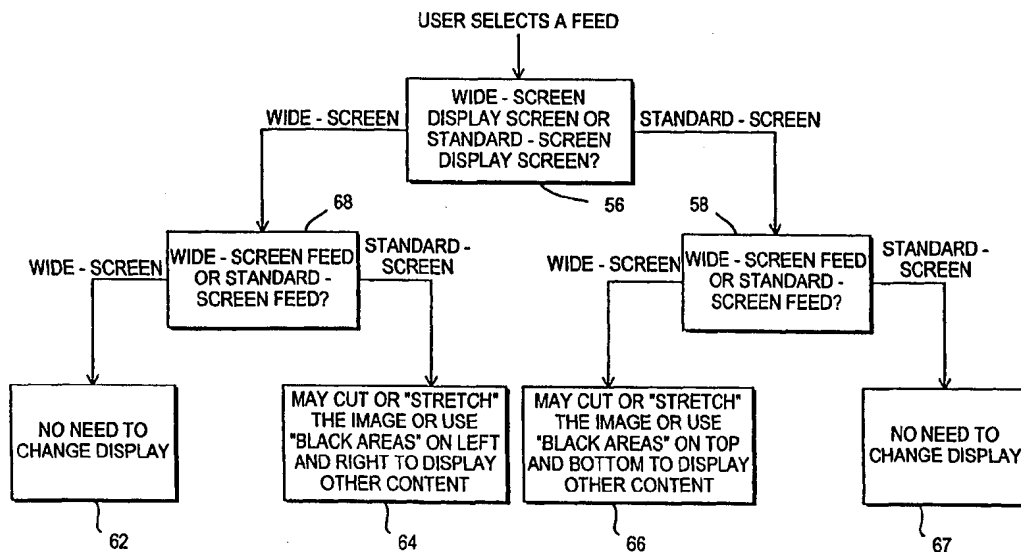 USER SELECTS A FEED
WIDE - SCREEN
DISPLAY SCREEN OR
STANDARD - SCREEN
DISPLAY SCREEN?
WIDE - SCREEN
STANDARD - SCREEN
56
68
58
WIDE - SCREEN FEED
OR STANDARD -
SCREEN FEED?
WIDE - SCREEN
STANDARD -
SCREEN
WIDE - SCREEN FEED
OR STANDARD -
SCREEN FEED?
WIDE - SCREEN
STANDARD -
SCREEN
NO NEED TO
CHANGE DISPLAY
MAY CUT OR "STRETCH"
THE IMAGE OR USE
"BLACK AREAS" ON LEFT
AND RIGHT TO DISPLAY
OTHER CONTENT
MAY CUT OR "STRETCH"
THE IMAGE OR USE
"BLACK AREAS" ON TOP
AND BOTTOM TO DISPLAY
OTHER CONTENT
NO NEED TO
CHANGE DISPLAY
62
64
66
67